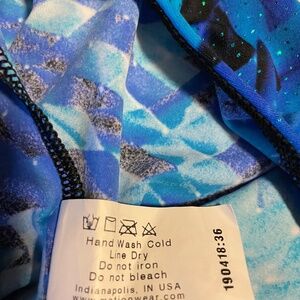 Hand Wash Cold
Line Dry
Do not iron
Do not bleach
Indianapolis, IN USA
www.motionwear.com
190418:36